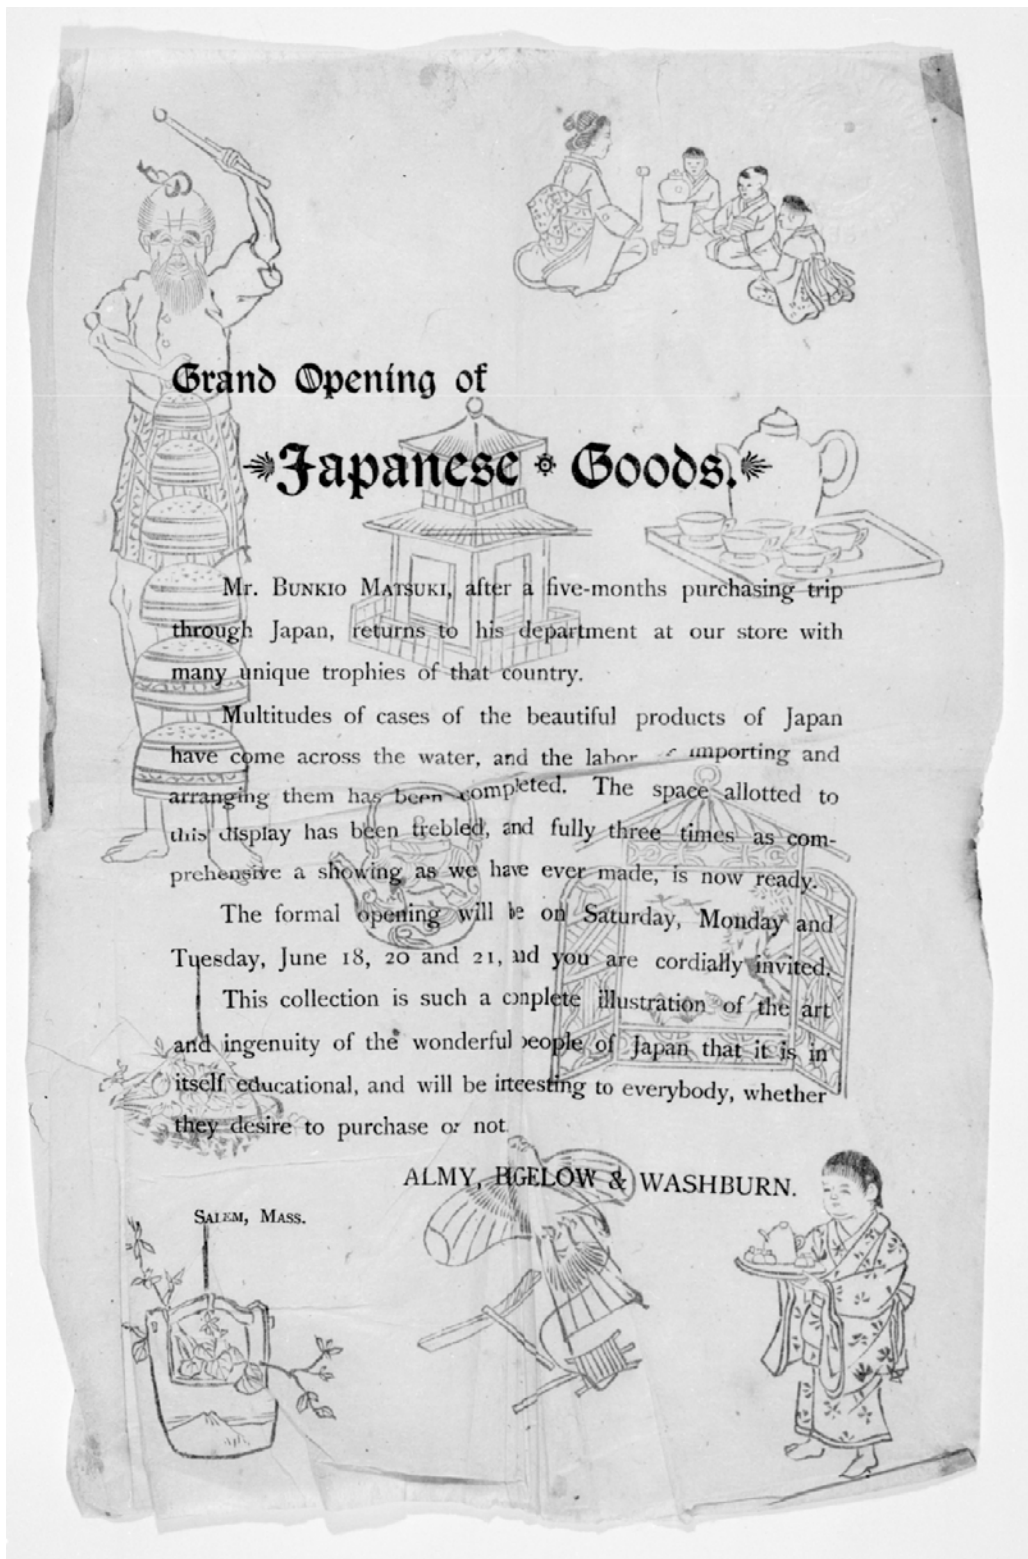 Grand Opening of
Japanese Goods.
Mr. BUNKIO MATSUKI, after a five-months purchasing trip
through Japan, returns to his department at our store with
many unique trophies of that country.
Multitudes of cases of the beautiful products of Japan
have come across the water, and the labor importing and
arranging them has been completed. The space allotted to
this display has been trebled, and fully three times as com-
prehensive a showing as we have ever made, is now ready.
The formal opening will be on Saturday, Monday and
Tuesday, June 18, 20 and 21, and you are cordially invited.
This collection is such a complete illustration of the art
and ingenuity of the wonderful people of Japan that it is in
itself educational, and will be interesting to everybody, whether
they desire to purchase or not
ALMY, BIGELOW & WASHBURN.
SALEM, MASS.